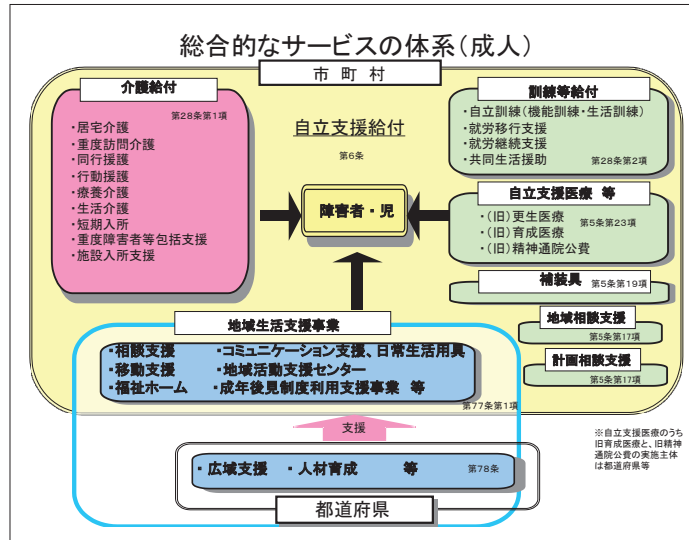 総合的なサービスの体系(成人)
市 町 村
介護給付
第28条第1項
・居宅介護
・重度訪問介護
・同行援護
・行動援護
・療養介護
・生活介護
・短期入所
・重度障害者等包括支援
・施設入所支援
自立支援給付
第6条
障害者・児
訓練等給付
・自立訓練(機能訓練・生活訓練)
・就労移行支援
・就労継続支援
・共同生活援助 第28条第2項
自立支援医療 等
・(旧)更生医療 第5条第23項
・(旧)育成医療
・(旧)精神通院公費
補装具
第5条第19項
地域相談支援
第5条第17項
計画相談支援
第5条第17項
地域生活支援事業
・相談支援 ・コミュニケーション支援、日常生活用具
・移動支援 ・地域活動支援センター
・福祉ホーム ・成年後見制度利用支援事業 等
第77条第1項
支援
・広域支援 ・人材育成 等 第78条
都道府県
※自立支援医療のうち
旧育成医療と、旧精神
通院公費の実施主体
は都道府県等